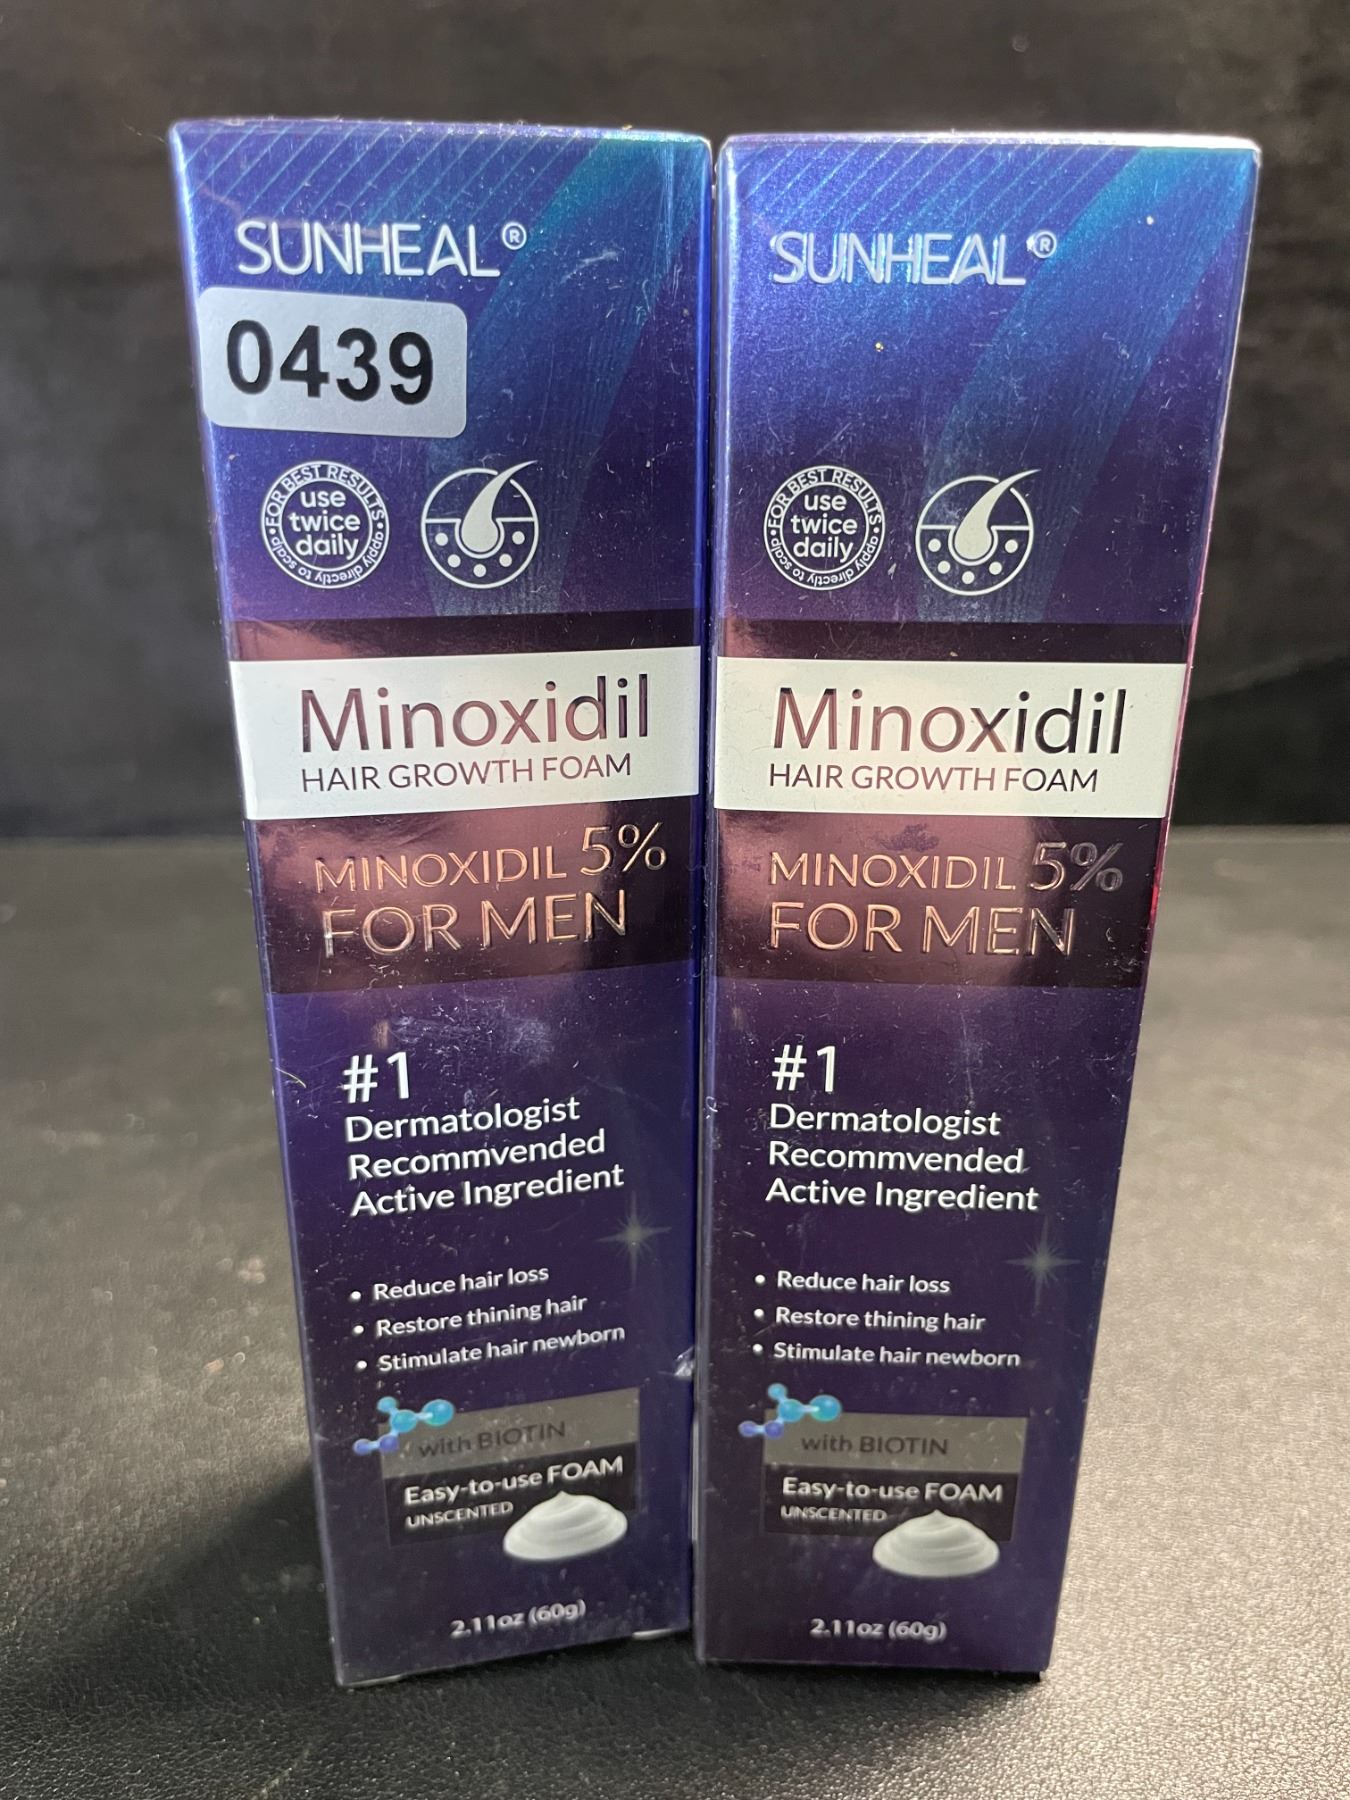 SUNHEAL®
0439
FOR BEST RESULTS
use
twice
daily
apply directly to scalp
Minoxidil
HAIR GROWTH FOAM
MINOXIDIL 5%
FOR MEN
#1
Dermatologist
Recommvended
Active Ingredient
• Reduce hair loss
• Restore thining hair
• Stimulate hair newborn
with BIOTIN
Easy-to-use FOAM
UNSCENTED
2.11oz (60g)
SUNHEAL®
FOR BEST RESULTS
use
twice
daily
apply directly to scalp
Minoxidil
HAIR GROWTH FOAM
MINOXIDIL 5%
FOR MEN
#1
Dermatologist
Recommvended
Active Ingredient
• Reduce hair loss
• Restore thining hair
• Stimulate hair newborn
with BIOTIN
Easy-to-use FOAM
UNSCENTED
2.11oz (60g)